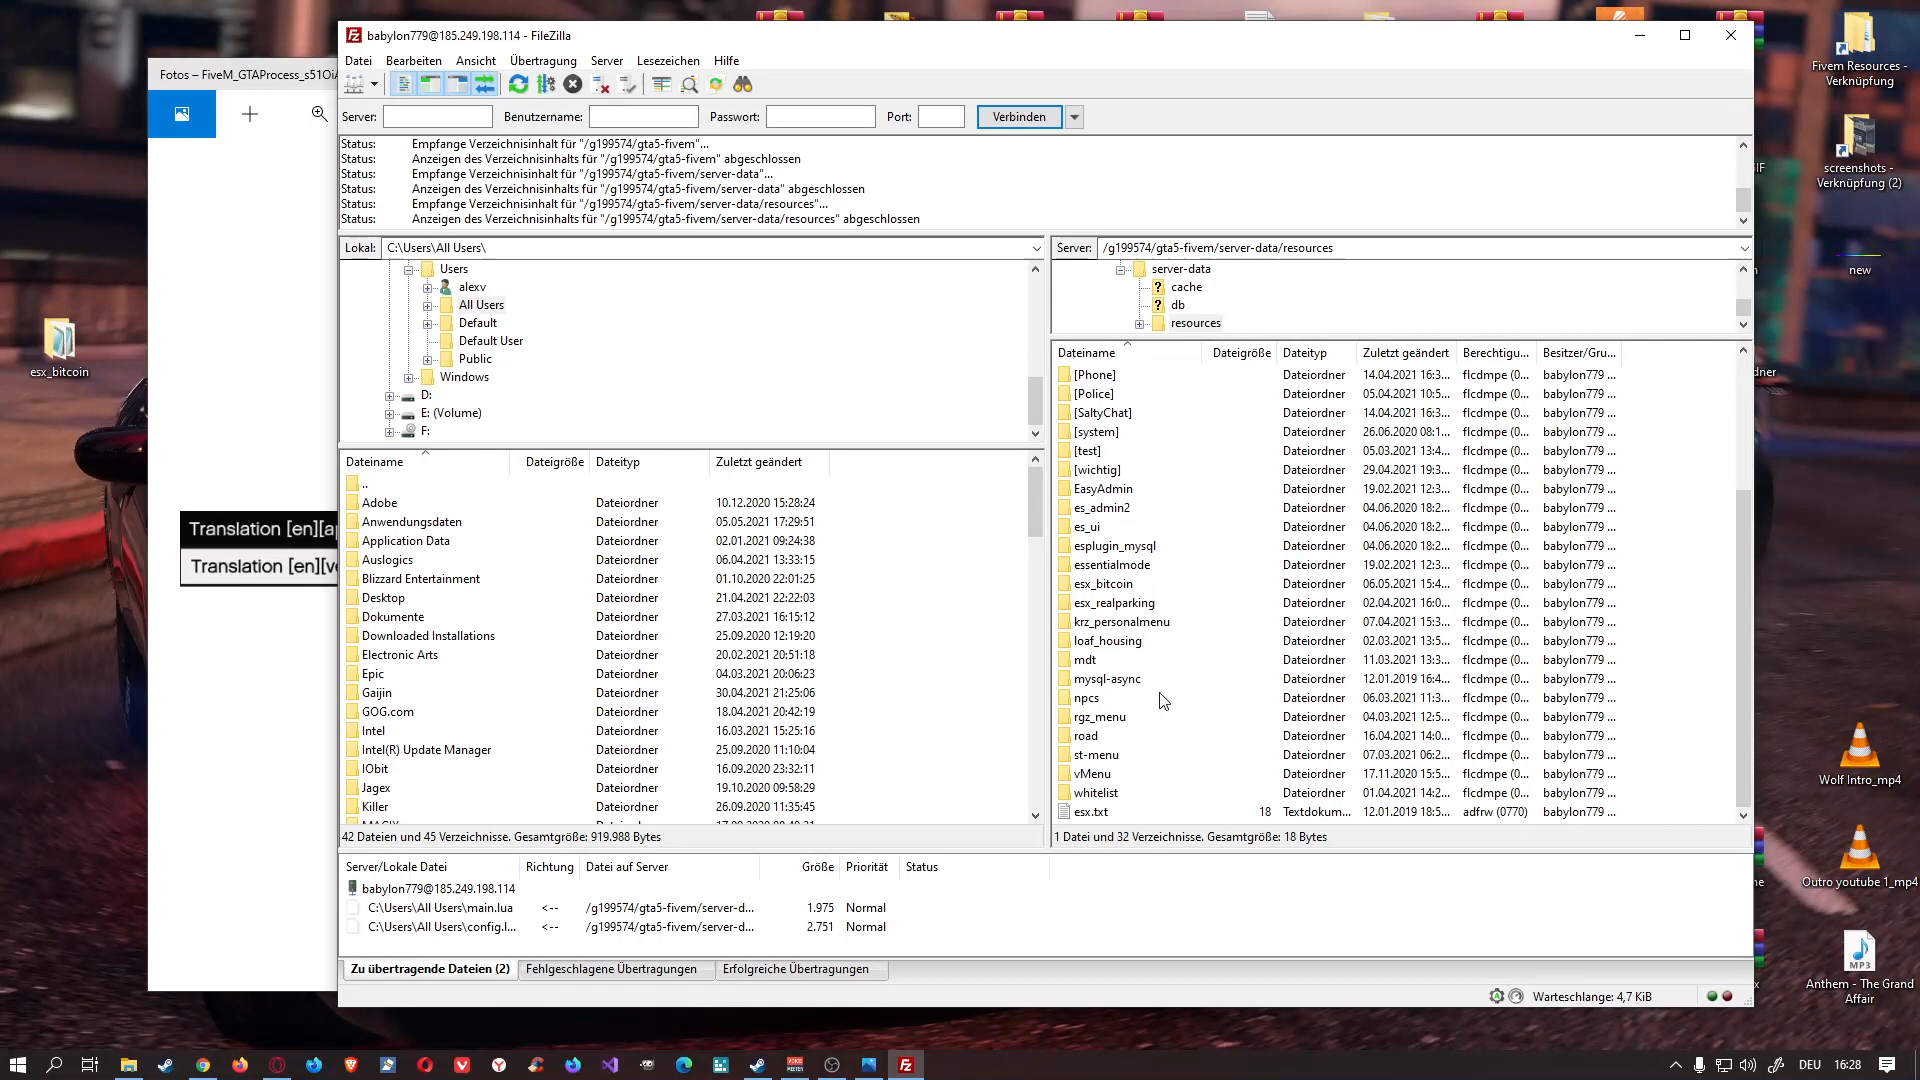 Fotos – FiveM_GTAProcess_s51Oi
babylon779@185.249.198.114 - FileZilla
Datei Bearbeiten Ansicht Übertragung Server Lesezeichen Hilfe
Server: Benutzername: Passwort: Port: Verbinden
Status: Empfange Verzeichnisinhalt für "/g199574/gta5-fivem"...
Status: Anzeigen des Verzeichnisinhalts für "/g199574/gta5-fivem" abgeschlossen
Status: Empfange Verzeichnisinhalt für "/g199574/gta5-fivem/server-data"...
Status: Anzeigen des Verzeichnisinhalts für "/g199574/gta5-fivem/server-data" abgeschlossen
Status: Empfange Verzeichnisinhalt für "/g199574/gta5-fivem/server-data/resources"...
Status: Anzeigen des Verzeichnisinhalts für "/g199574/gta5-fivem/server-data/resources" abgeschlossen
Lokal: C:\Users\All Users\
Users
alexv
All Users
Default
Default User
Public
Windows
D:
E: (Volume)
F:
Dateiname Dateigröße Dateityp Zuletzt geändert
..
Adobe Dateiordner 10.12.2020 15:28:24
Anwendungsdaten Dateiordner 05.05.2021 17:29:51
Application Data Dateiordner 02.01.2021 09:24:38
Auslogics Dateiordner 06.04.2021 13:33:15
Blizzard Entertainment Dateiordner 01.10.2020 22:01:25
Desktop Dateiordner 21.04.2021 22:22:03
Dokumente Dateiordner 27.03.2021 16:15:12
Downloaded Installations Dateiordner 25.09.2020 12:19:20
Electronic Arts Dateiordner 20.02.2021 20:51:18
Epic Dateiordner 04.03.2021 20:06:23
Gaijin Dateiordner 30.04.2021 21:25:06
GOG.com Dateiordner 18.04.2021 20:42:19
Intel Dateiordner 16.03.2021 15:25:16
Intel(R) Update Manager Dateiordner 25.09.2020 11:10:04
IObit Dateiordner 16.09.2020 23:32:11
Jagex Dateiordner 19.10.2020 09:58:29
Killer Dateiordner 26.09.2020 11:35:45
42 Dateien und 45 Verzeichnisse. Gesamtgröße: 919.988 Bytes
Server: /g199574/gta5-fivem/server-data/resources
server-data
cache
db
resources
Dateiname Dateigröße Dateityp Zuletzt geändert Berechtigu... Besitzer/Gru...
[Phone] Dateiordner 14.04.2021 16:3... flcdmpe (0... babylon779 ...
[Police] Dateiordner 05.04.2021 10:5... flcdmpe (0... babylon779 ...
[SaltyChat] Dateiordner 14.04.2021 16:3... flcdmpe (0... babylon779 ...
[system] Dateiordner 26.06.2020 08:1... flcdmpe (0... babylon779 ...
[test] Dateiordner 05.03.2021 13:4... flcdmpe (0... babylon779 ...
[wichtig] Dateiordner 29.04.2021 19:3... flcdmpe (0... babylon779 ...
EasyAdmin Dateiordner 19.02.2021 12:3... flcdmpe (0... babylon779 ...
es_admin2 Dateiordner 04.06.2020 18:2... flcdmpe (0... babylon779 ...
es_ui Dateiordner 04.06.2020 18:2... flcdmpe (0... babylon779 ...
esplugin_mysql Dateiordner 04.06.2020 18:2... flcdmpe (0... babylon779 ...
essentialmode Dateiordner 19.02.2021 12:3... flcdmpe (0... babylon779 ...
esx_bitcoin Dateiordner 06.05.2021 15:4... flcdmpe (0... babylon779 ...
esx_realparking Dateiordner 02.04.2021 16:0... flcdmpe (0... babylon779 ...
krz_personalmenu Dateiordner 07.04.2021 15:3... flcdmpe (0... babylon779 ...
loaf_housing Dateiordner 02.03.2021 13:5... flcdmpe (0... babylon779 ...
mdt Dateiordner 11.03.2021 13:3... flcdmpe (0... babylon779 ...
mysql-async Dateiordner 12.01.2019 16:4... flcdmpe (0... babylon779 ...
npcs Dateiordner 06.03.2021 11:3... flcdmpe (0... babylon779 ...
rgz_menu Dateiordner 04.03.2021 12:5... flcdmpe (0... babylon779 ...
road Dateiordner 16.04.2021 14:0... flcdmpe (0... babylon779 ...
st-menu Dateiordner 07.03.2021 06:2... flcdmpe (0... babylon779 ...
vMenu Dateiordner 17.11.2020 15:5... flcdmpe (0... babylon779 ...
whitelist Dateiordner 01.04.2021 14:2... flcdmpe (0... babylon779 ...
esx.txt 18 Textdokum... 12.01.2019 18:5... adfrw (0770) babylon779 ...
1 Datei und 32 Verzeichnisse. Gesamtgröße: 18 Bytes
Server/Lokale Datei Richtung Datei auf Server Größe Priorität Status
babylon779@185.249.198.114
C:\Users\All Users\main.lua <-- /g199574/gta5-fivem/server-d... 1.975 Normal
C:\Users\All Users\config.l... <-- /g199574/gta5-fivem/server-d... 2.751 Normal
Zu übertragende Dateien (2) Fehlgeschlagene Übertragungen Erfolgreiche Übertragungen
Warteschlange: 4,7 KiB
esx_bitcoin
Translation [en][a
Translation [en][v
Fivem Resources -
Verknüpfung
screenshots -
Verknüpfung (2)
new
Wolf Intro_mp4
Outro youtube 1_mp4
MP3
Anthem - The Grand
Affair
DEU 16:28